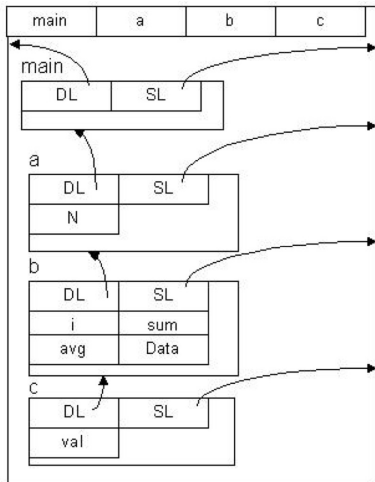 main a b c
main
DL SL
a
DL SL
N
b
DL SL
i sum
avg Data
c
DL SL
val